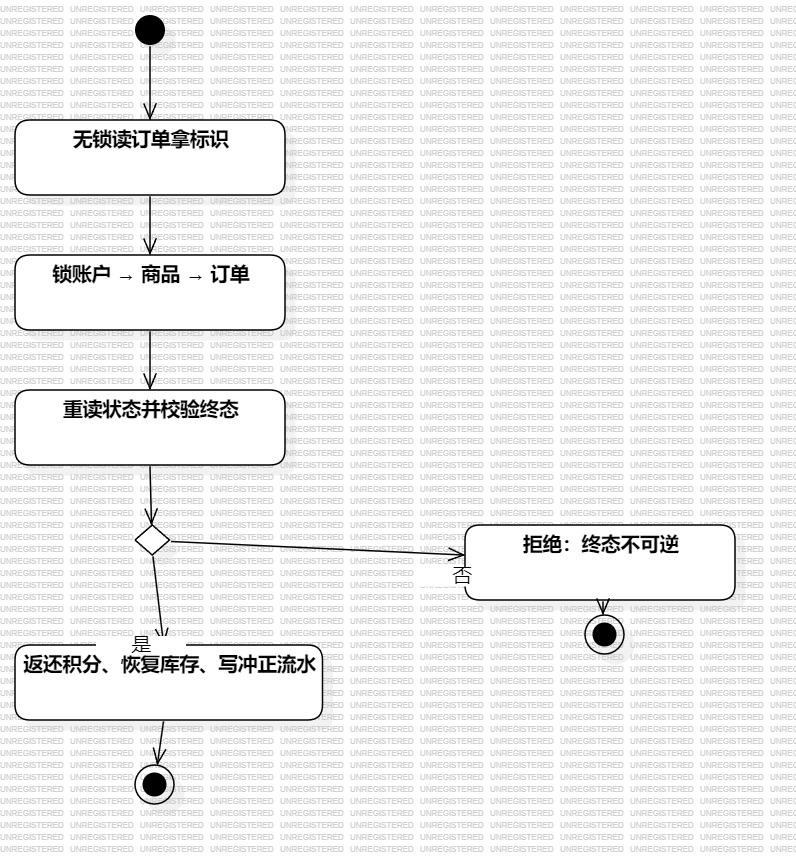 无锁读订单拿标识
锁账户 → 商品 → 订单
重读状态并校验终态
拒绝：终态不可逆
否
是
返还积分、恢复库存、写冲正流水
UNREGISTERED